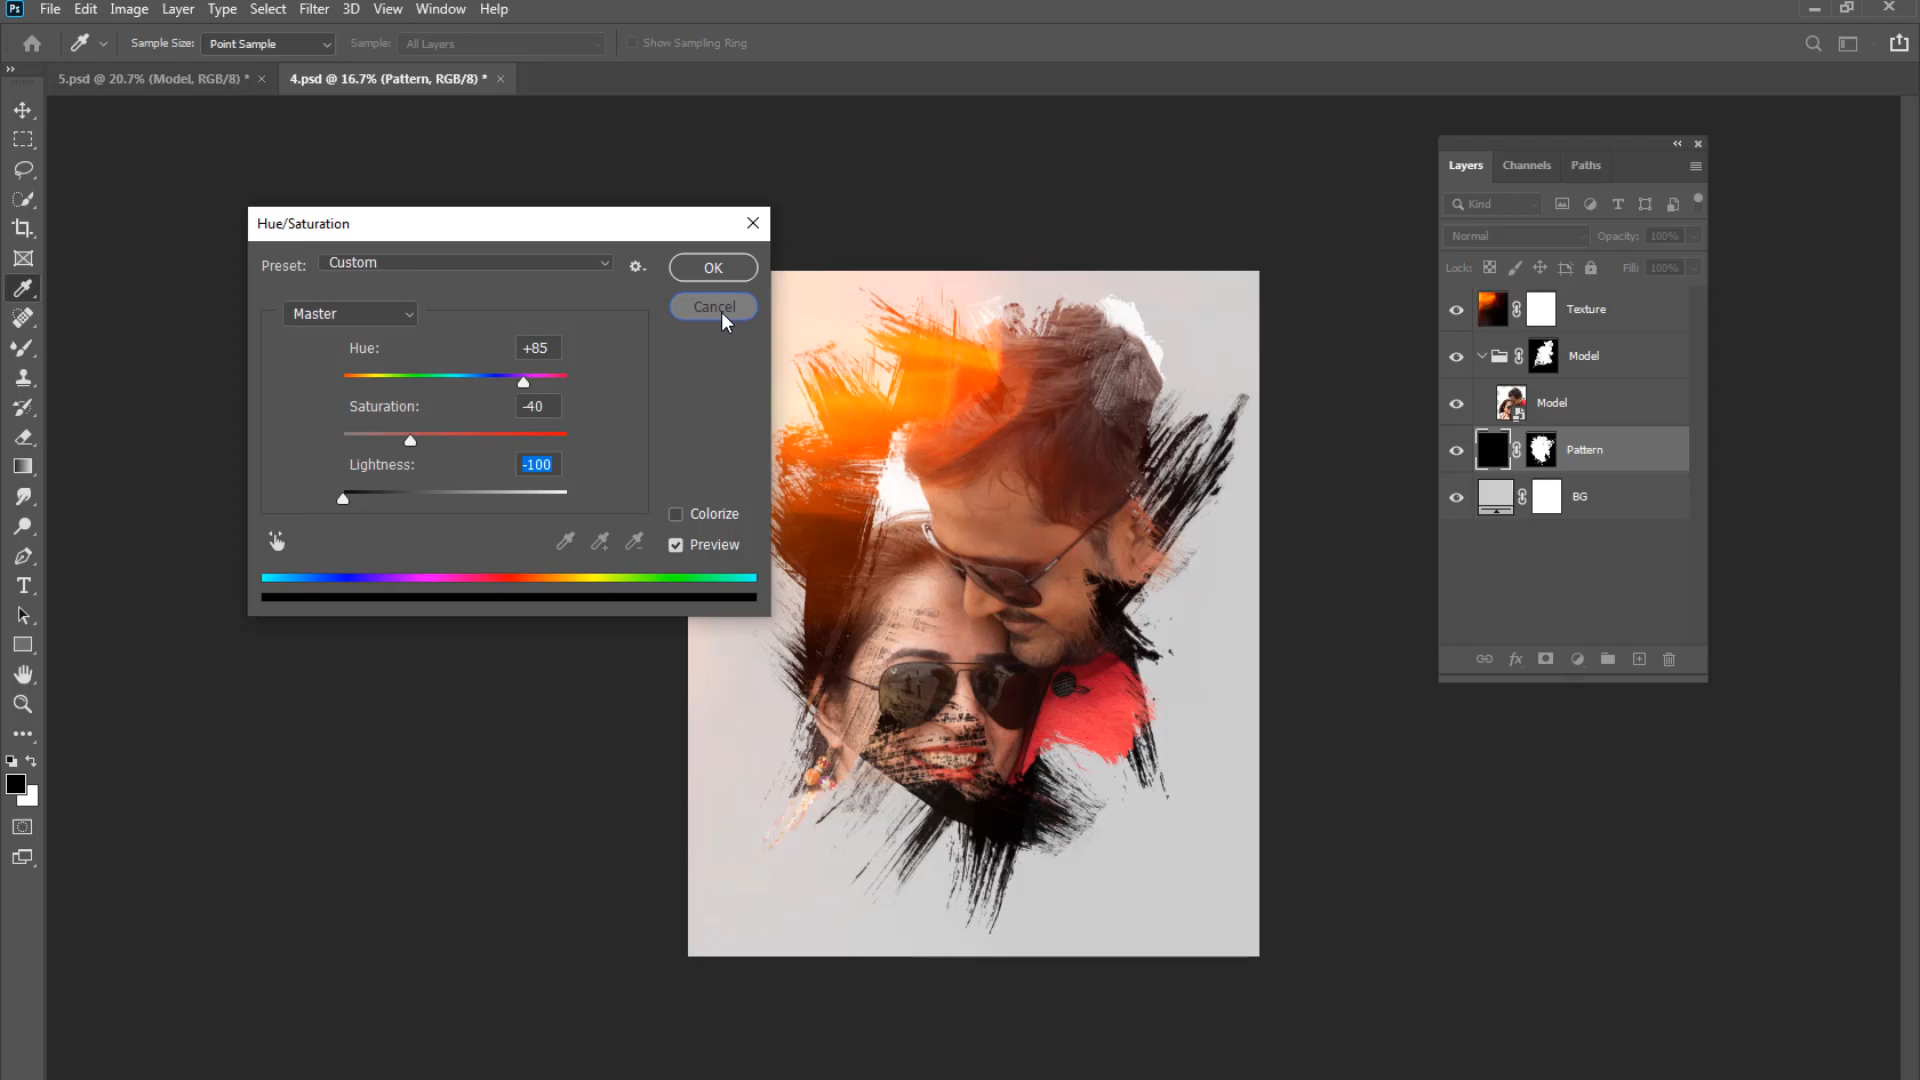 Ps File Edit Image Layer Type Select Filter 3D View Window Help
Sample Size: Point Sample Sample: All Layers Show Sampling Ring
5.psd @ 20.7% (Model, RGB/8) * 4.psd @ 16.7% (Pattern, RGB/8) *
Hue/Saturation
Preset: Custom
OK
Cancel
Master
Hue: +85
Saturation: -40
Lightness: -100
Colorize
Preview
Layers Channels Paths
Kind
Normal Opacity: 100%
Lock: Fill: 100%
Texture
Model
Model
Pattern
BG